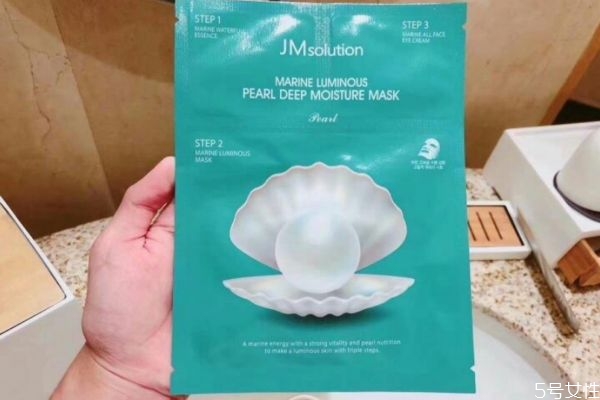 STEP 1
MARINE WATERFULL
ESSENCE
STEP 3
MARINE ALL FACE
EYE CREAM
JMsolution
MARINE LUMINOUS
PEARL DEEP MOISTURE MASK
Pearl
STEP 2
MARINE LUMINOUS
MASK
A marine energy with a strong vitality and pearl nutrition
to make a luminous skin with triple steps.
5号女性